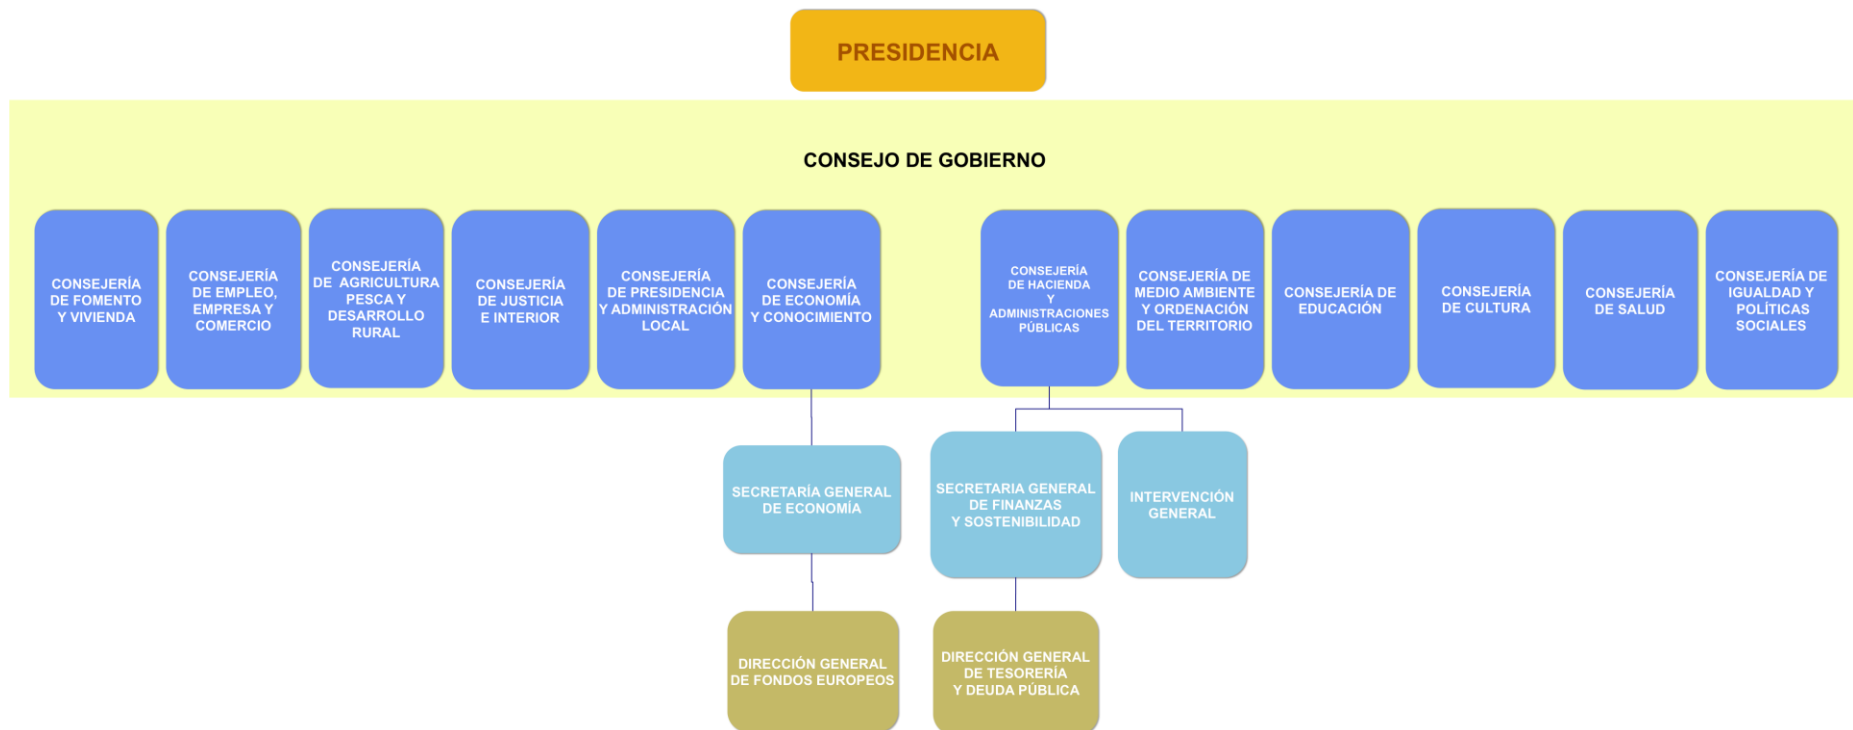 PRESIDENCIA
CONSEJO DE GOBIERNO
CONSEJERÍA
DE FOMENTO
Y VIVIENDA
CONSEJERÍA
DE EMPLEO,
EMPRESA Y
COMERCIO
CONSEJERÍA
DE AGRICULTURA
PESCA Y
DESARROLLO
RURAL
CONSEJERÍA
DE JUSTICIA
E INTERIOR
CONSEJERÍA
DE PRESIDENCIA
Y ADMINISTRACIÓN
LOCAL
CONSEJERÍA
DE ECONOMÍA
Y CONOCIMIENTO
CONSEJERÍA
DE HACIENDA
Y
ADMINISTRACIONES
PÚBLICAS
CONSEJERÍA DE
MEDIO AMBIENTE
Y ORDENACIÓN
DEL TERRITORIO
CONSEJERÍA DE
EDUCACIÓN
CONSEJERÍA
DE CULTURA
CONSEJERÍA
DE SALUD
CONSEJERÍA DE
IGUALDAD Y
POLÍTICAS
SOCIALES
SECRETARÍA GENERAL
DE ECONOMÍA
SECRETARIA GENERAL
DE FINANZAS
Y SOSTENIBILIDAD
INTERVENCIÓN
GENERAL
DIRECCIÓN GENERAL
DE FONDOS EUROPEOS
DIRECCIÓN GENERAL
DE TESORERÍA
Y DEUDA PÚBLICA